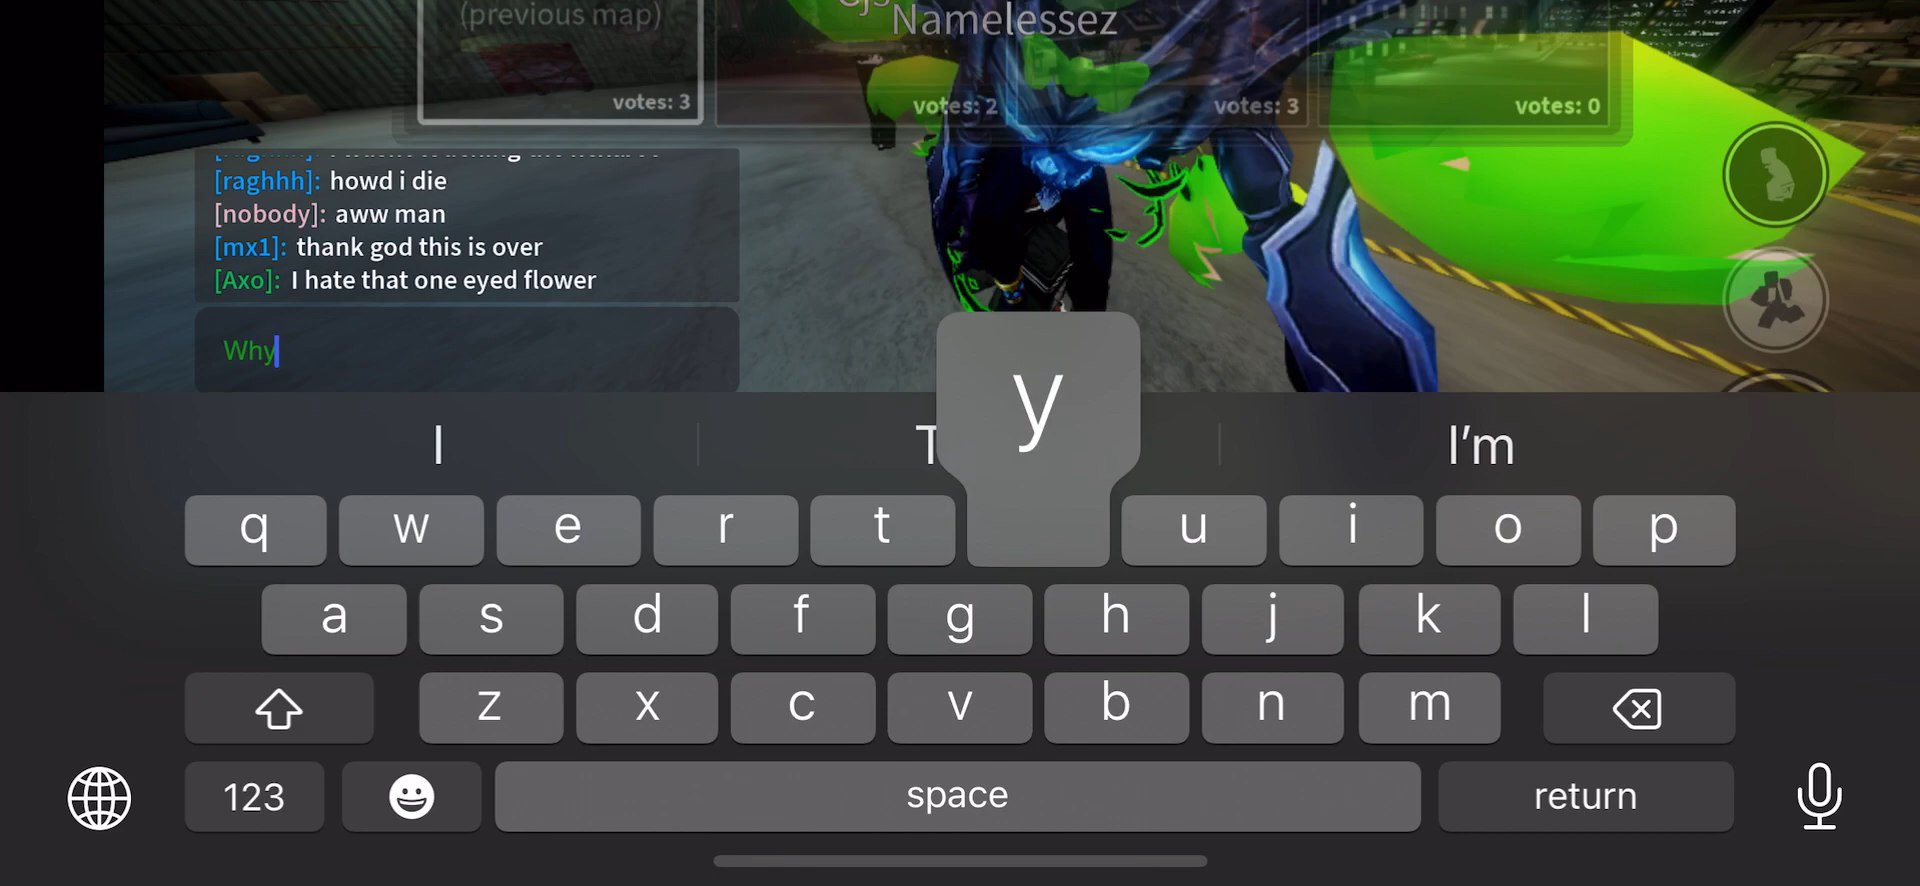 (previous map)
Namelessez
votes: 3
votes: 2
votes: 3
votes: 0
[raghhh]: howd i die
[nobody]: aww man
[mx1]: thank god this is over
[Axo]: I hate that one eyed flower
Why
y
I
I'm
q w e r t u i o p
a s d f g h j k l
z x c v b n m
123
space
return